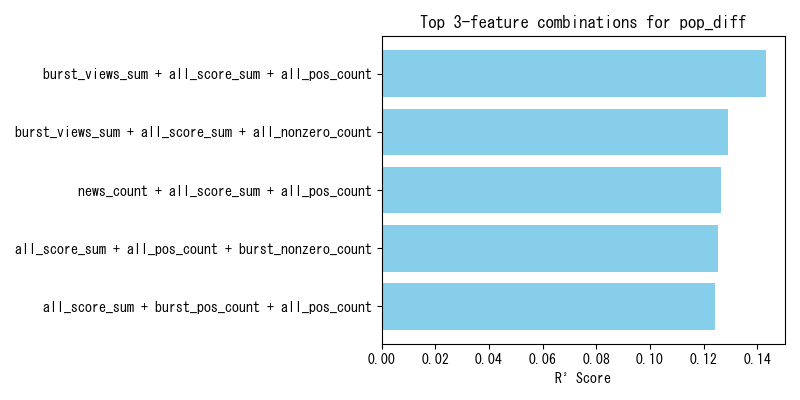 Top 3-feature combinations for pop_diff
burst_views_sum + all_score_sum + all_pos_count
burst_views_sum + all_score_sum + all_nonzero_count
news_count + all_score_sum + all_pos_count
all_score_sum + all_pos_count + burst_nonzero_count
all_score_sum + burst_pos_count + all_pos_count
0.00 0.02 0.04 0.06 0.08 0.10 0.12 0.14
R² Score